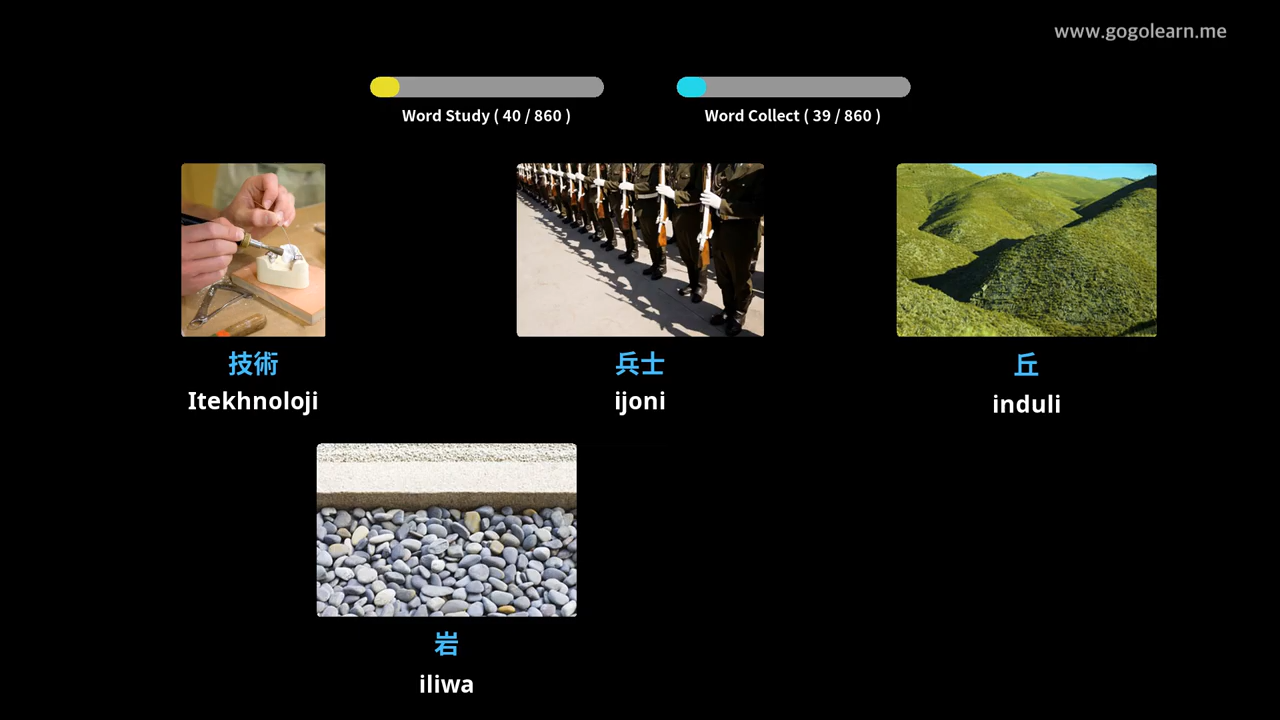 www.gogolearn.me
Word Study ( 40 / 860 )
Word Collect ( 39 / 860 )
技術
Itekhnoloji
兵士
ijoni
丘
induli
岩
iliwa